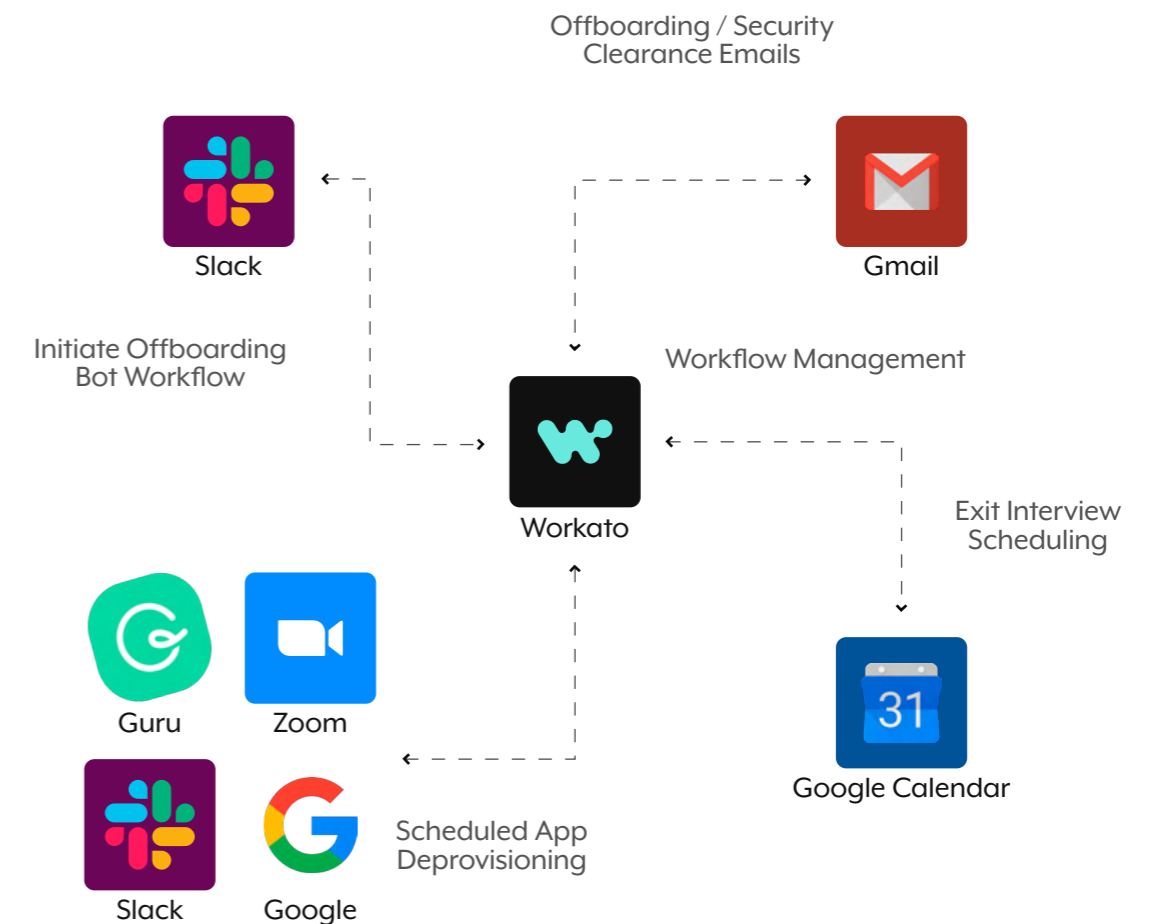 Offboarding / Security
Clearance Emails
Slack
Gmail
Initiate Offboarding
Bot Workflow
Workflow Management
Workato
Exit Interview
Scheduling
Guru
Zoom
31
Google Calendar
Scheduled App
Deprovisioning
Slack
Google